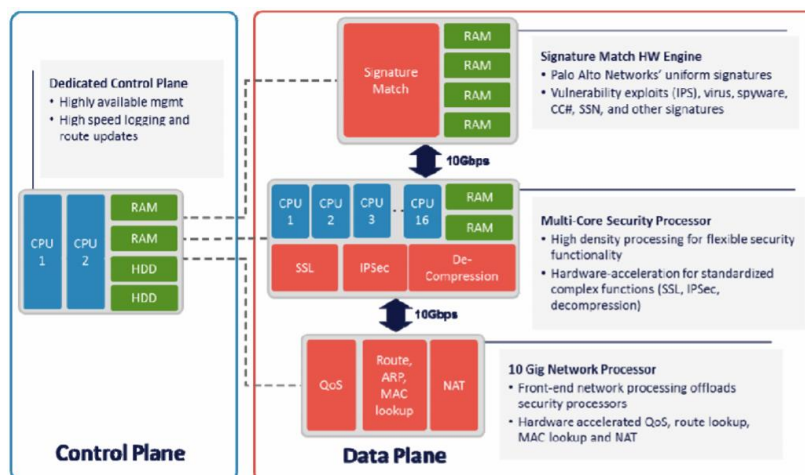 Dedicated Control Plane
• Highly available mgmt
• High speed logging and
route updates
CPU
1
CPU
2
RAM
RAM
HDD
HDD
Control Plane
Signature
Match
RAM
RAM
RAM
RAM
10Gbps
CPU
1
CPU
2
CPU
3
...
CPU
16
RAM
RAM
SSL
IPSec
De-
Compression
10Gbps
QoS
Route,
ARP,
MAC
lookup
NAT
Data Plane
Signature Match HW Engine
• Palo Alto Networks' uniform signatures
• Vulnerability exploits (IPS), virus, spyware,
CC#, SSN, and other signatures
Multi-Core Security Processor
• High density processing for flexible security
functionality
• Hardware-acceleration for standardized
complex functions (SSL, IPSec,
decompression)
10 Gig Network Processor
• Front-end network processing offloads
security processors
• Hardware accelerated QoS, route lookup,
MAC lookup and NAT